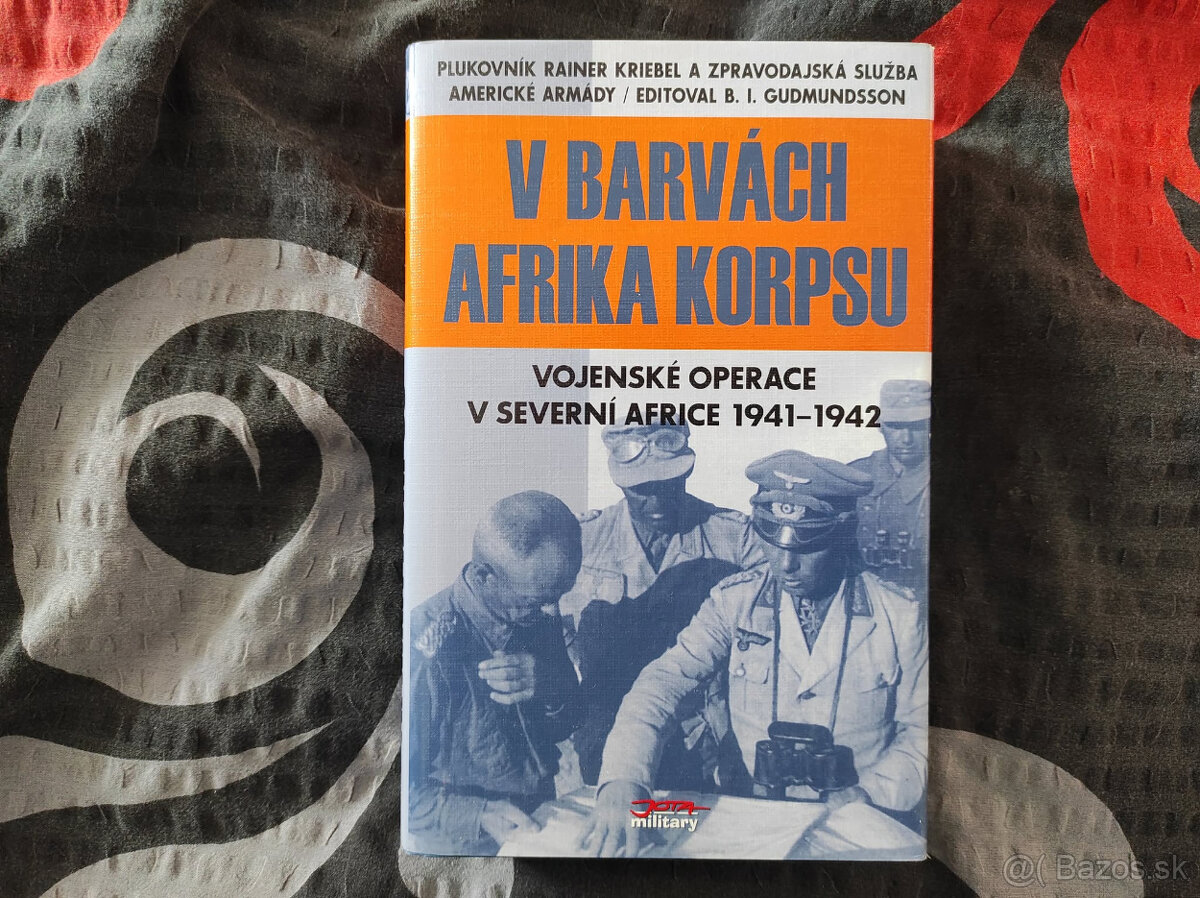 PLUKOVNÍK RAINER KRIEBEL A ZPRAVODAJSKÁ SLUŽBA
AMERICKÉ ARMÁDY / EDITOVAL B. I. GUDMUNDSSON
V BARVÁCH
AFRIKA KORPSU
VOJENSKÉ OPERACE
V SEVERNÍ AFRICE 1941–1942
JOTA
military
@( Bazos.sk